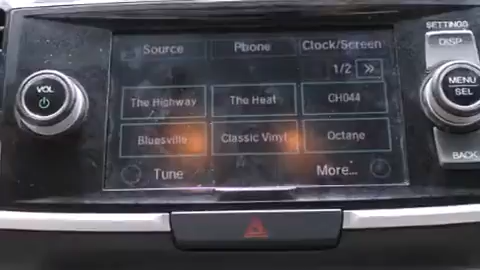 SETTINGS
Source Phone Clock/Screen
DISP
1/2 >>
VOL
MENU
SEL
The Highway The Heat CH044
Bluesville Classic Vinyl Octane
BACK
Tune More...